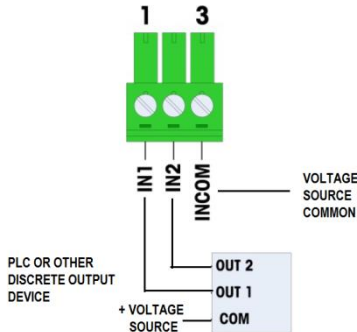 1 3
IN1
IN2
INCOM
VOLTAGE
SOURCE
COMMON
PLC OR OTHER
DISCRETE OUTPUT
DEVICE
OUT 2
OUT 1
+ VOLTAGE
SOURCE
COM